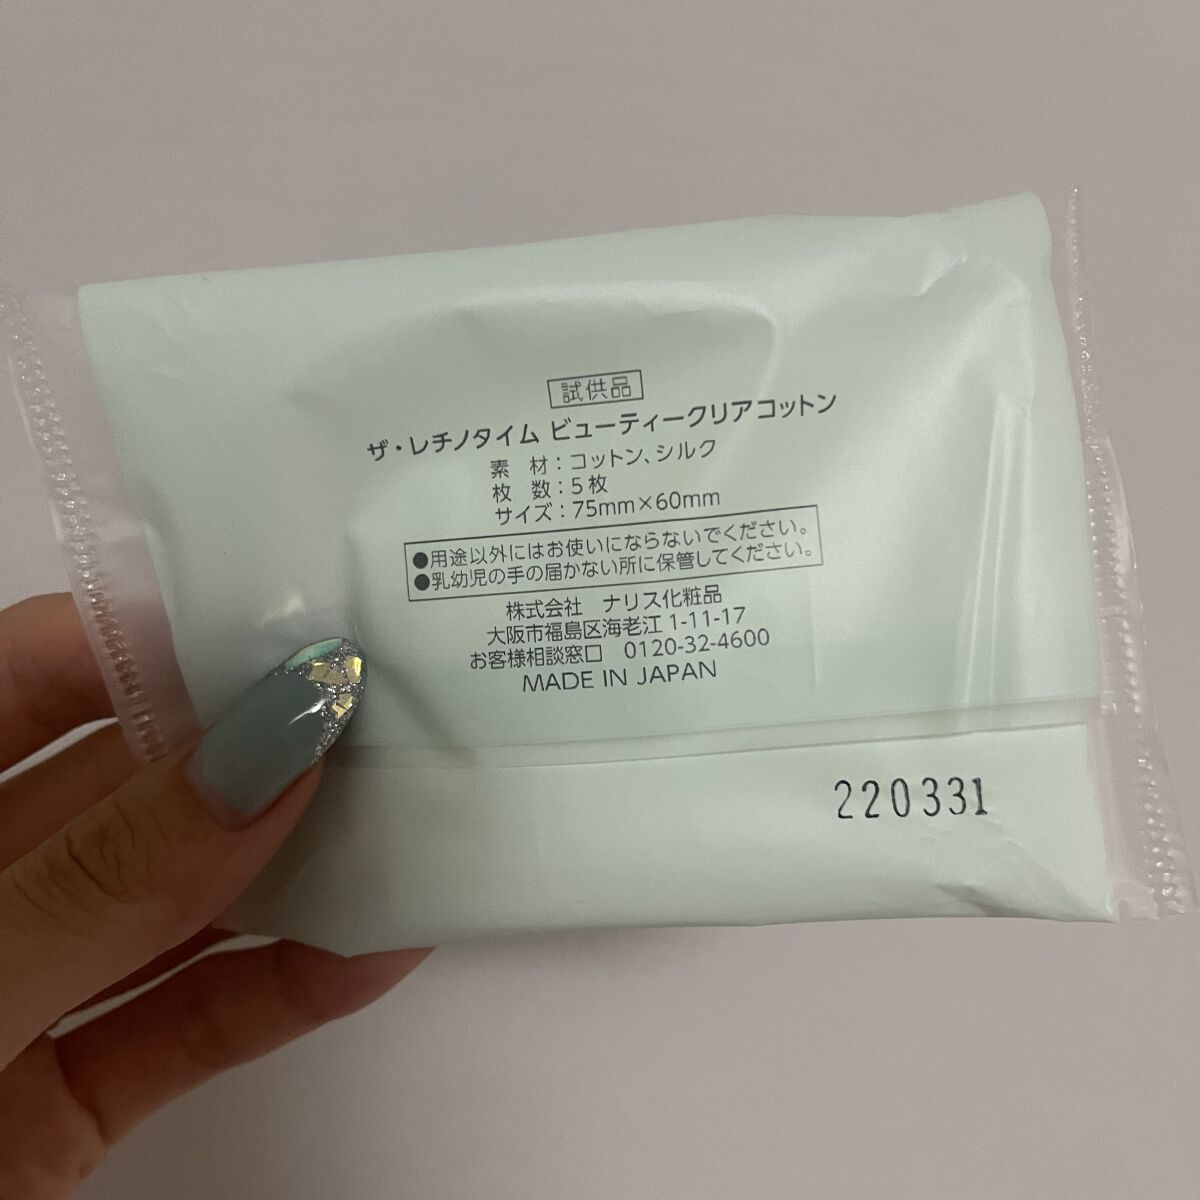 試供品
ザ・レチノタイム ビューティークリアコットン
素　材：コットン、シルク
枚　数：5枚
サイズ：75mm×60mm
●用途以外にはお使いにならないでください。
●乳幼児の手の届かない所に保管してください。
株式会社　ナリス化粧品
大阪市福島区海老江 1-11-17
お客様相談窓口　0120-32-4600
MADE IN JAPAN
220331